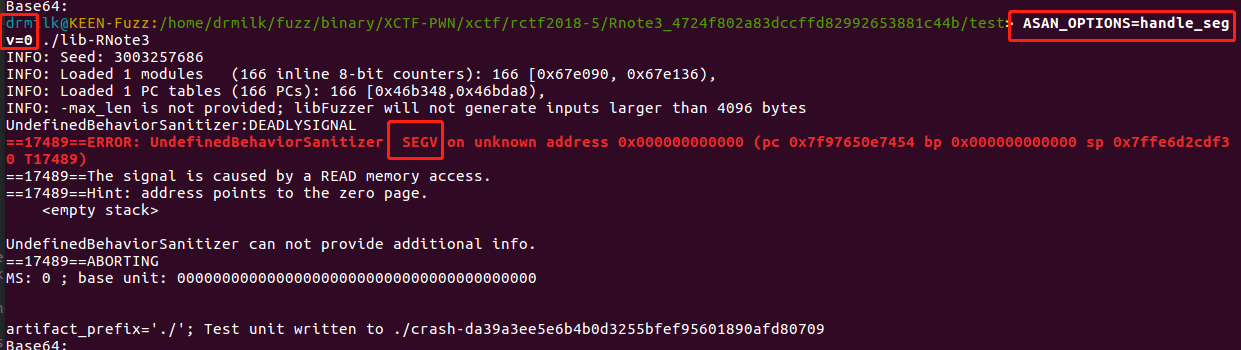 Base64:
drmilk@KEEN-Fuzz:/home/drmilk/fuzz/binary/XCTF-PWN/xctf/rctf2018-5/Rnote3_4724f802a83dccffd82992653881c44b/test> ASAN_OPTIONS=handle_seg
v=0 ./lib-RNote3
INFO: Seed: 3003257686
INFO: Loaded 1 modules   (166 inline 8-bit counters): 166 [0x67e090, 0x67e136),
INFO: Loaded 1 PC tables (166 PCs): 166 [0x46b348,0x46bda8),
INFO: -max_len is not provided; libFuzzer will not generate inputs larger than 4096 bytes
UndefinedBehaviorSanitizer:DEADLYSIGNAL
==17489==ERROR: UndefinedBehaviorSanitizer  SEGV on unknown address 0x000000000000 (pc 0x7f97650e7454 bp 0x000000000000 sp 0x7ffe6d2cdf3
0 T17489)
==17489==The signal is caused by a READ memory access.
==17489==Hint: address points to the zero page.
    <empty stack>
UndefinedBehaviorSanitizer can not provide additional info.
==17489==ABORTING
MS: 0 ; base unit: 0000000000000000000000000000000000000000
artifact_prefix='./'; Test unit written to ./crash-da39a3ee5e6b4b0d3255bfef95601890afd80709
Base64: